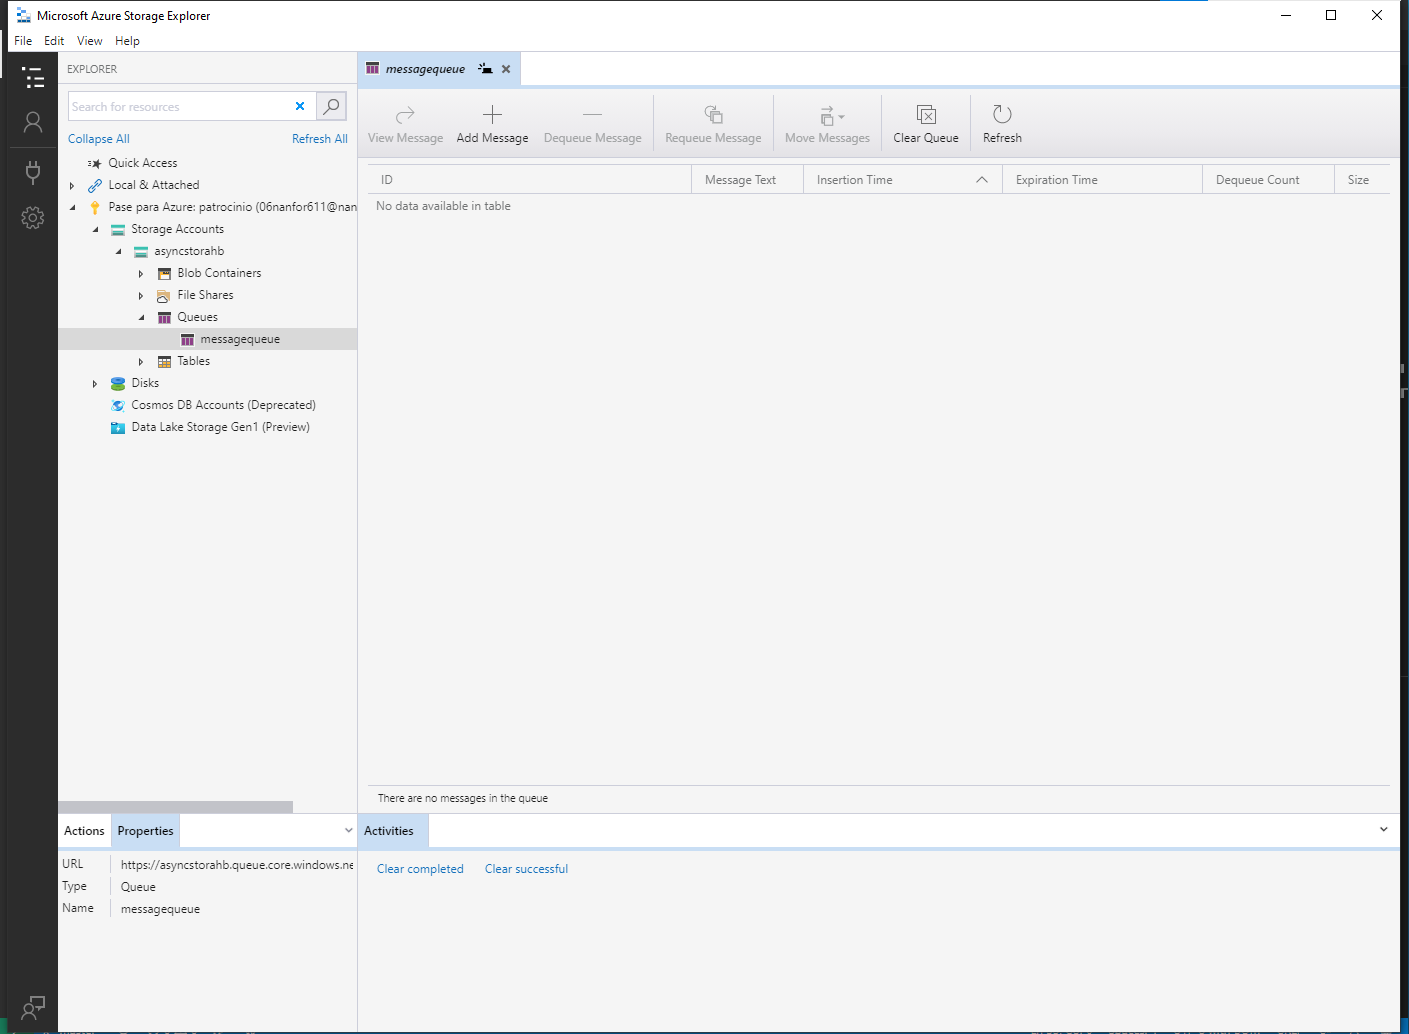 Microsoft Azure Storage Explorer
File Edit View Help
EXPLORER
Search for resources
Collapse All Refresh All
Quick Access
Local & Attached
Pase para Azure: patrocinio (06nanfor611@nan
Storage Accounts
asyncstorahb
Blob Containers
File Shares
Queues
messagequeue
Tables
Disks
Cosmos DB Accounts (Deprecated)
Data Lake Storage Gen1 (Preview)
messagequeue
View Message Add Message Dequeue Message Requeue Message Move Messages Clear Queue Refresh
ID Message Text Insertion Time Expiration Time Dequeue Count Size
No data available in table
There are no messages in the queue
Actions Properties
URL https://asyncstorahb.queue.core.windows.ne
Type Queue
Name messagequeue
Activities
Clear completed Clear successful